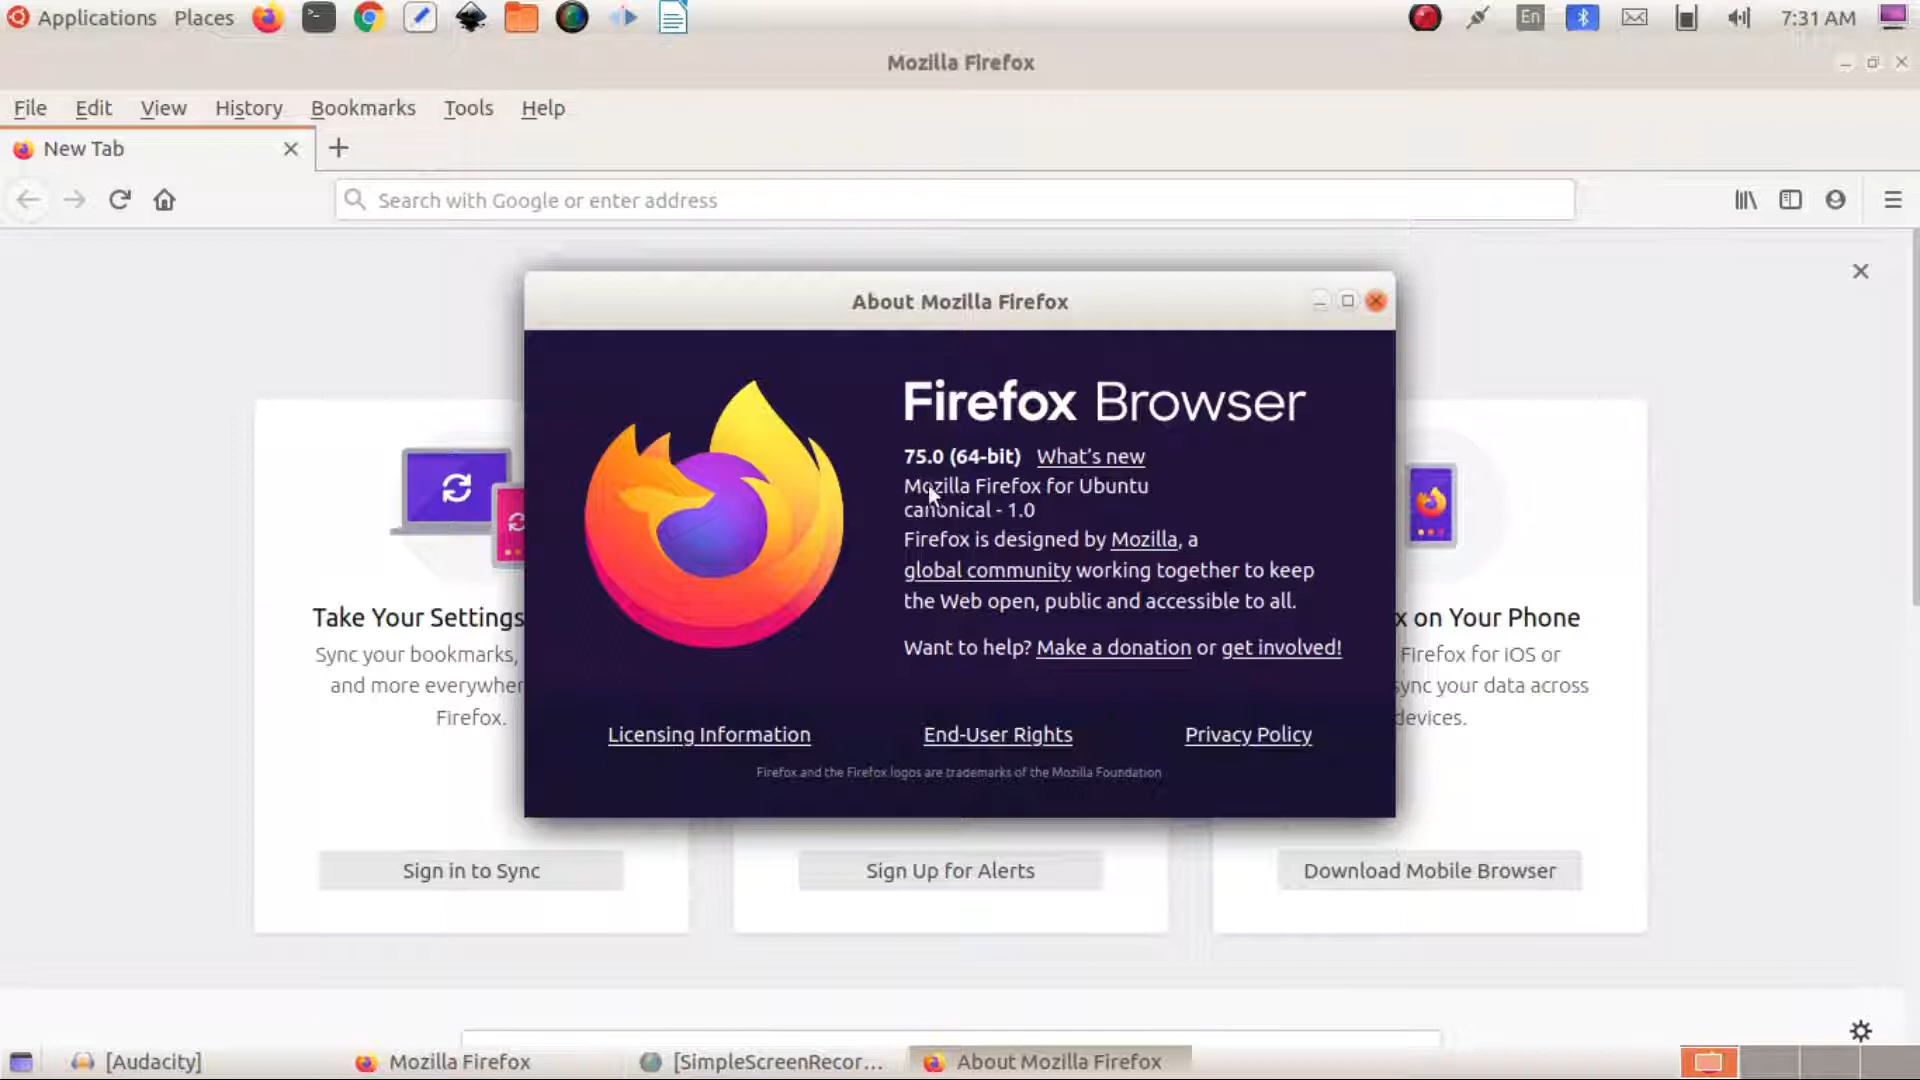 Applications Places En 7:31 AM
Mozilla Firefox
File Edit View History Bookmarks Tools Help
New Tab
Search with Google or enter address
About Mozilla Firefox
Firefox Browser
75.0 (64-bit) What's new
Mozilla Firefox for Ubuntu
canonical - 1.0
Firefox is designed by Mozilla, a
global community working together to keep
the Web open, public and accessible to all.
Want to help? Make a donation or get involved!
Licensing Information End-User Rights Privacy Policy
Firefox and the Firefox logos are trademarks of the Mozilla Foundation
Take Your Settings
Sync your bookmarks,
and more everywher
Firefox.
Sign in to Sync
Sign Up for Alerts
x on Your Phone
Firefox for iOS or
sync your data across
devices.
Download Mobile Browser
[Audacity] Mozilla Firefox [SimpleScreenRecor... About Mozilla Firefox